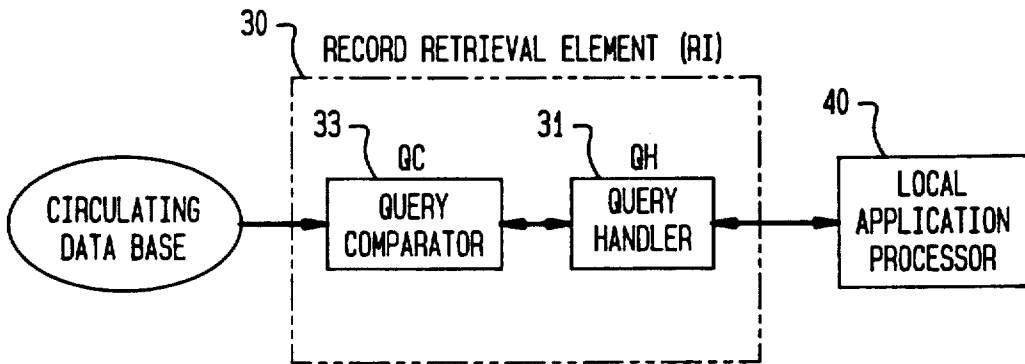 30
RECORD RETRIEVAL ELEMENT (RI)
33
QC
QUERY
COMPARATOR
31
QH
QUERY
HANDLER
40
LOCAL
APPLICATION
PROCESSOR
CIRCULATING
DATA BASE